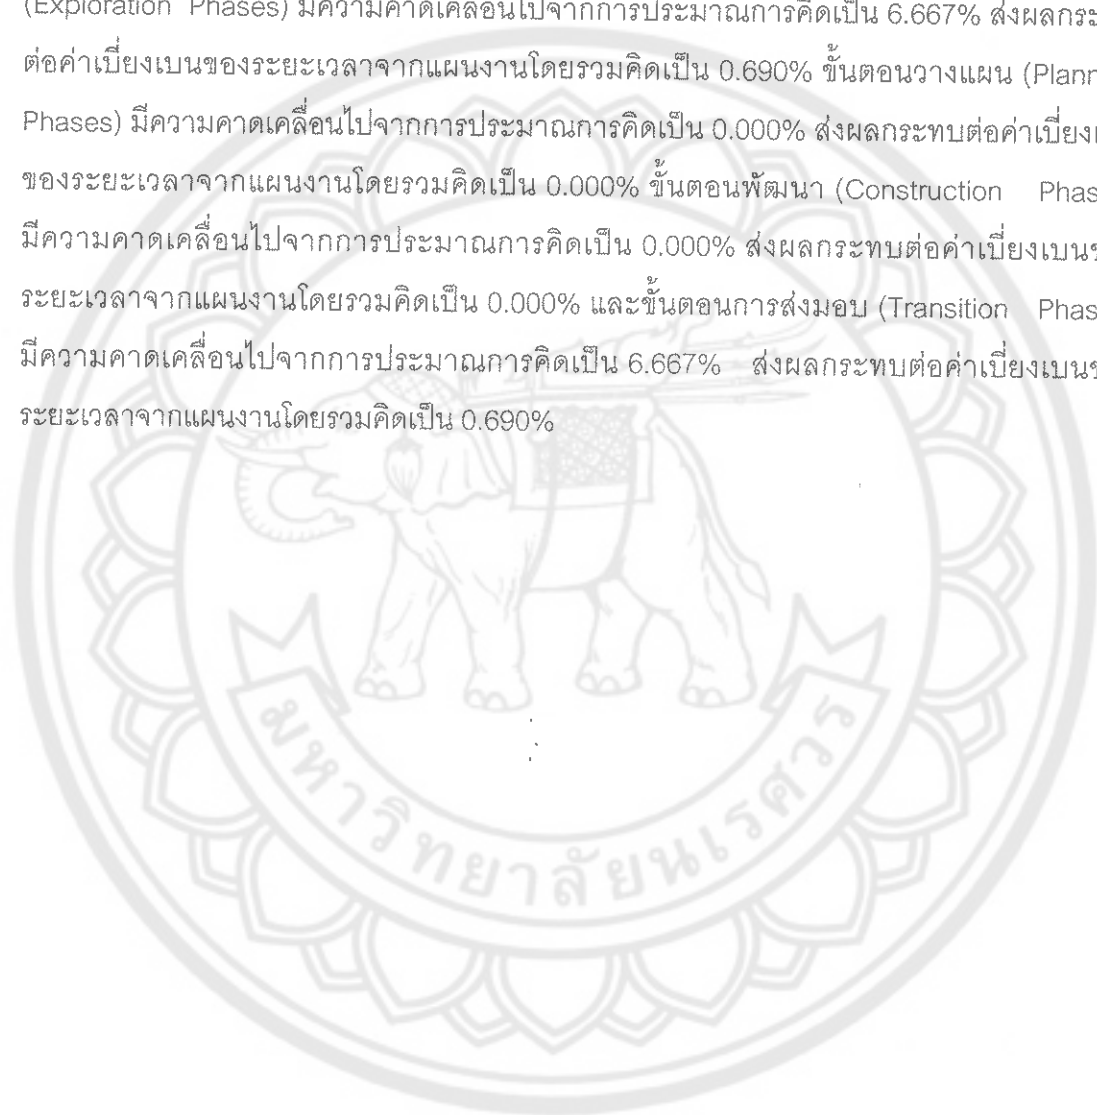 (Exploration Phases) มีความคาดเคลื่อนไปจากการประมาณการคิดเป็น 6.667% ส่งผลกระ
ต่อค่าเบี่ยงเบนของระยะเวลาจากแผนงานโดยรวมคิดเป็น 0.690% ขั้นตอนวางแผน (Plann
Phases) มีความคาดเคลื่อนไปจากการประมาณการคิดเป็น 0.000% ส่งผลกระทบต่อค่าเบี่ยง
ของระยะเวลาจากแผนงานโดยรวมคิดเป็น 0.000% ขั้นตอนพัฒนา (Construction Phas
มีความคาดเคลื่อนไปจากการประมาณการคิดเป็น 0.000% ส่งผลกระทบต่อค่าเบี่ยงเบน
ระยะเวลาจากแผนงานโดยรวมคิดเป็น 0.000% และขั้นตอนการส่งมอบ (Transition Phas
มีความคาดเคลื่อนไปจากการประมาณการคิดเป็น 6.667% ส่งผลกระทบต่อค่าเบี่ยงเบน
ระยะเวลาจากแผนงานโดยรวมคิดเป็น 0.690%
มหาวิทยาลัยนเรศวร